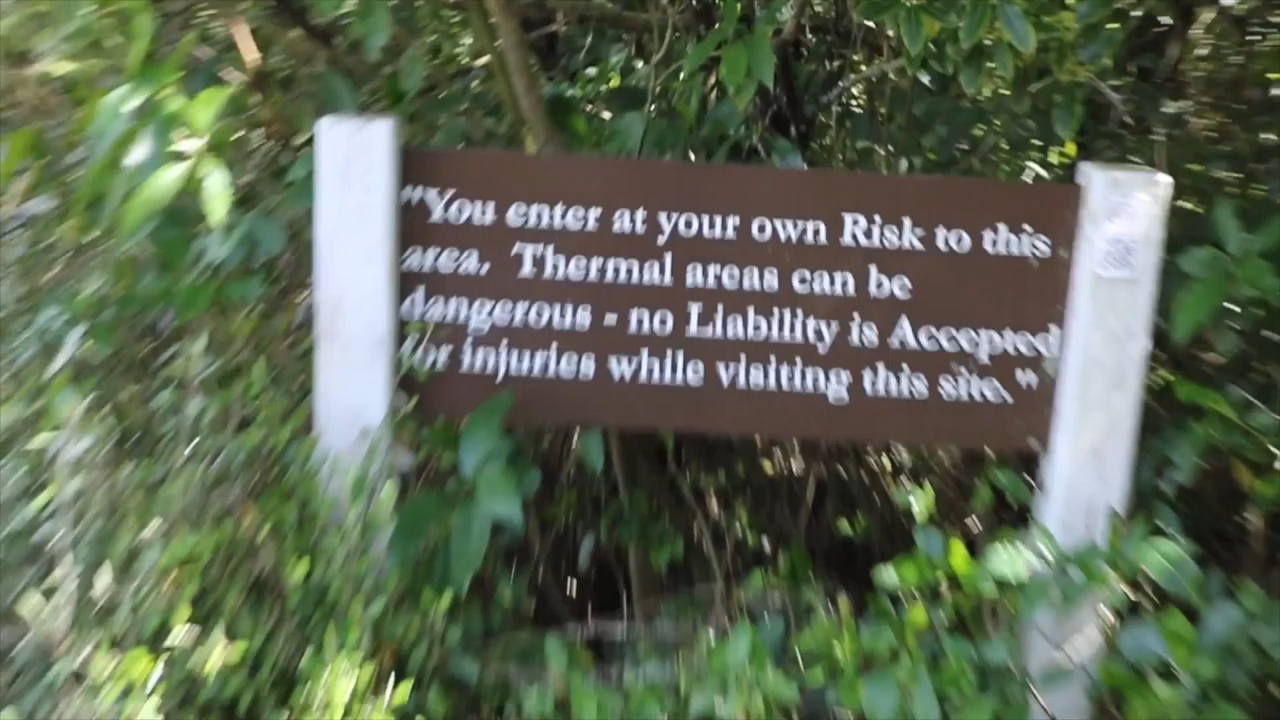 "You enter at your own Risk to this
area. Thermal areas can be
dangerous - no Liability is Accepted
for injuries while visiting this site."